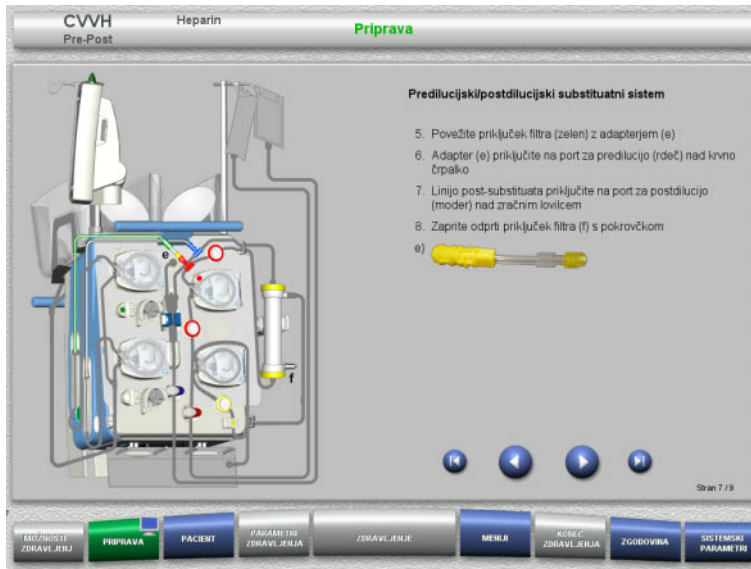 CVVH
Heparin
Priprava
Pre-Post
Predilucijski/postdilucijski substituatni sistem
5. Povežite priključek filtra (zelen) z adapterjem (e)
6. Adapter (e) priključite na port za predilucijo (rdeč) nad krvno
črpalko
7. Linijo post-substituata priključite na port za postdilucijo
(moder) nad zračnim lovilcem
8. Zaprite odprti priključek filtra (f) s pokrovčkom
e)
e
f
Stran 7 / 9
MOŽNOSTI
ZDRAVLJENJ
PRIPRAVA
PACIENT
PARAMETRI
ZDRAVLJENJA
ZDRAVLJENJE
MENIJI
KONEC
ZDRAVLJENJA
ZGODOVINA
SISTEMSKI
PARAMETRI